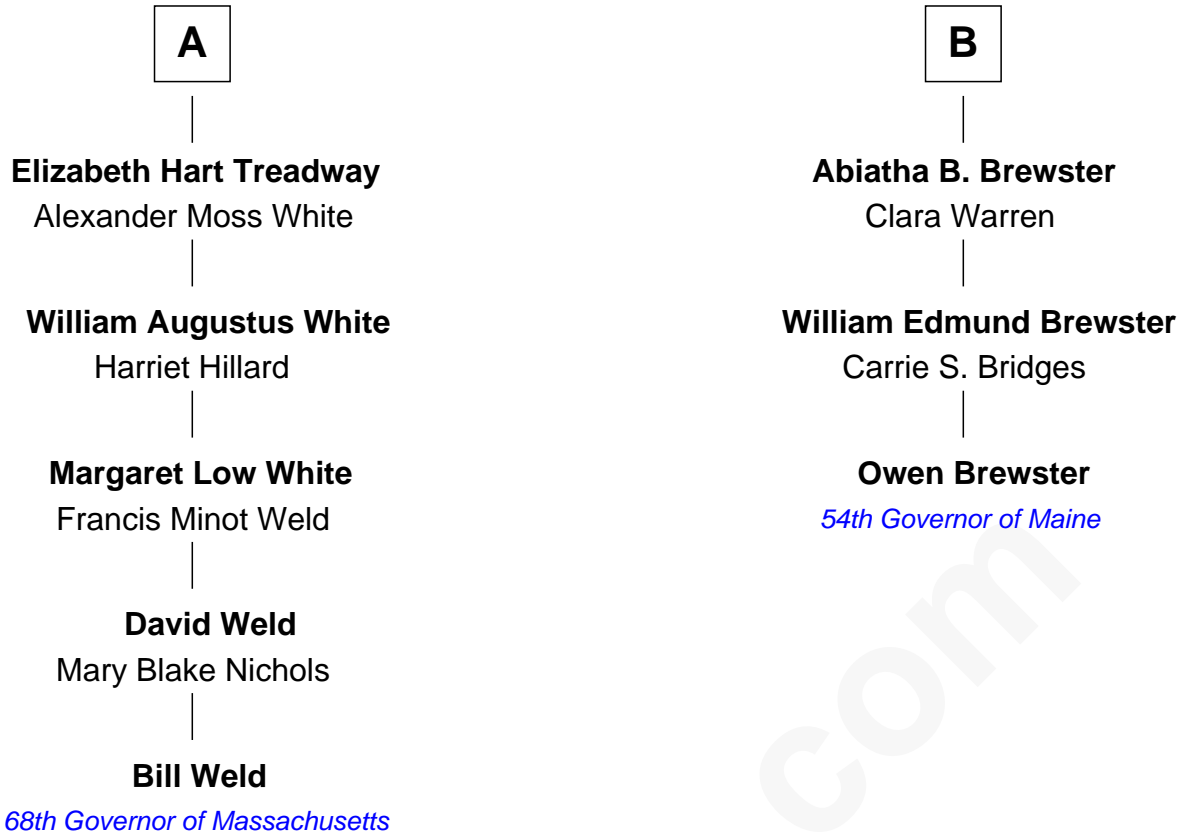 A
Elizabeth Hart Treadway
Alexander Moss White
William Augustus White
Harriet Hillard
Margaret Low White
Francis Minot Weld
David Weld
Mary Blake Nichols
Bill Weld
68th Governor of Massachusetts
B
Abiatha B. Brewster
Clara Warren
William Edmund Brewster
Carrie S. Bridges
Owen Brewster
54th Governor of Maine
com